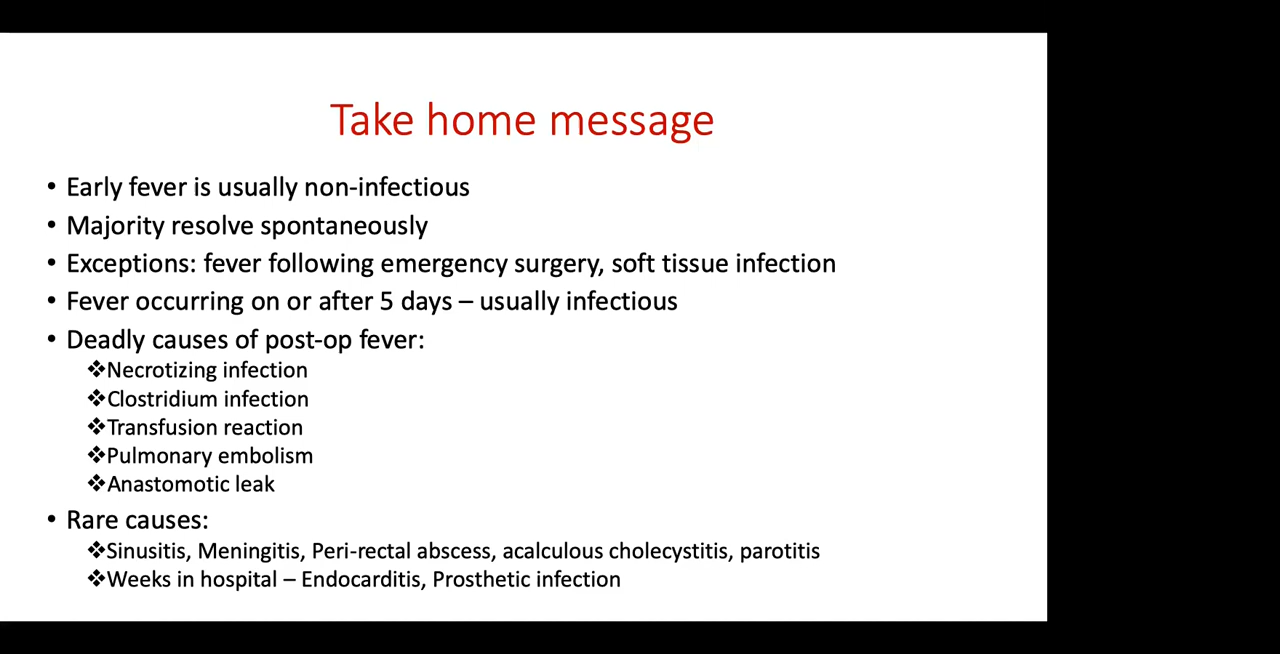 Take home message
• Early fever is usually non-infectious
• Majority resolve spontaneously
• Exceptions: fever following emergency surgery, soft tissue infection
• Fever occurring on or after 5 days – usually infectious
• Deadly causes of post-op fever:
❖Necrotizing infection
❖Clostridium infection
❖Transfusion reaction
❖Pulmonary embolism
❖Anastomotic leak
• Rare causes:
❖Sinusitis, Meningitis, Peri-rectal abscess, acalculous cholecystitis, parotitis
❖Weeks in hospital – Endocarditis, Prosthetic infection